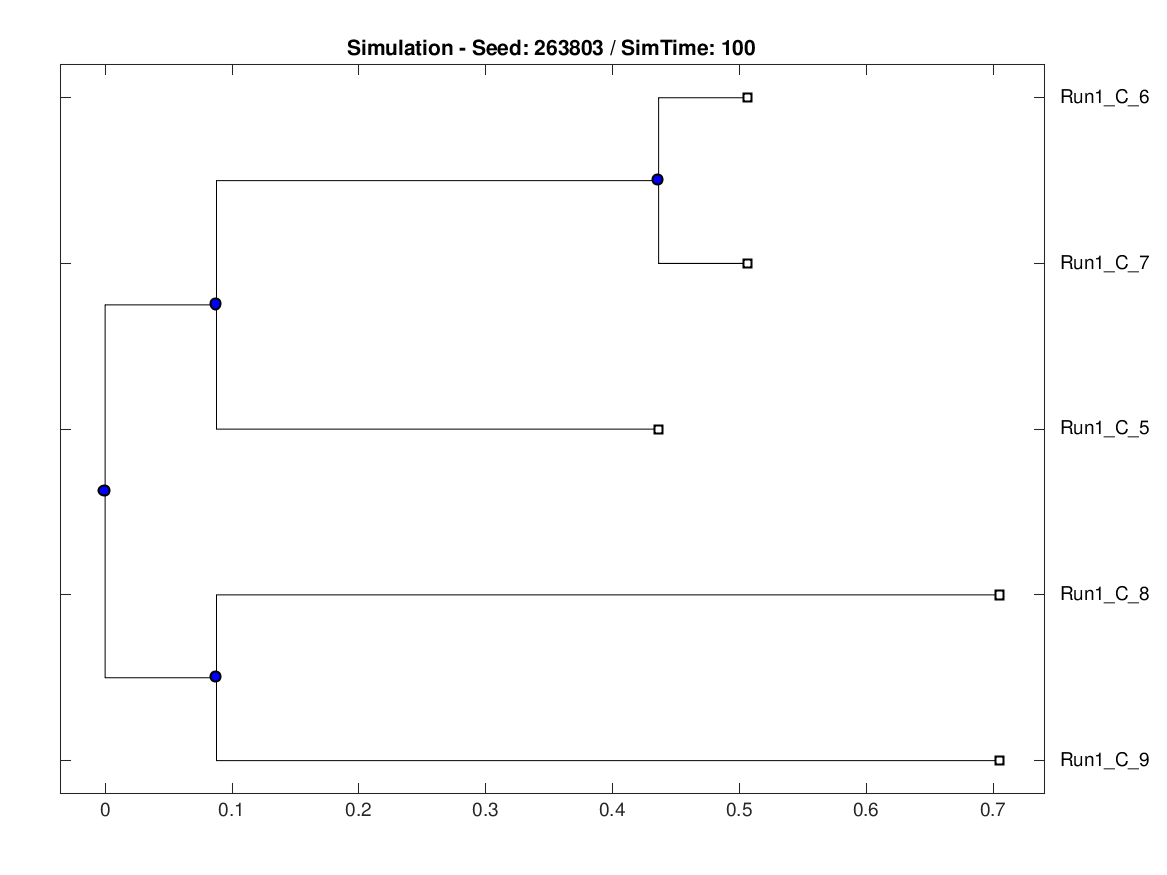 Simulation - Seed: 263803 / SimTime: 100
Run1_C_6
Run1_C_7
Run1_C_5
Run1_C_8
Run1_C_9
0 0.1 0.2 0.3 0.4 0.5 0.6 0.7